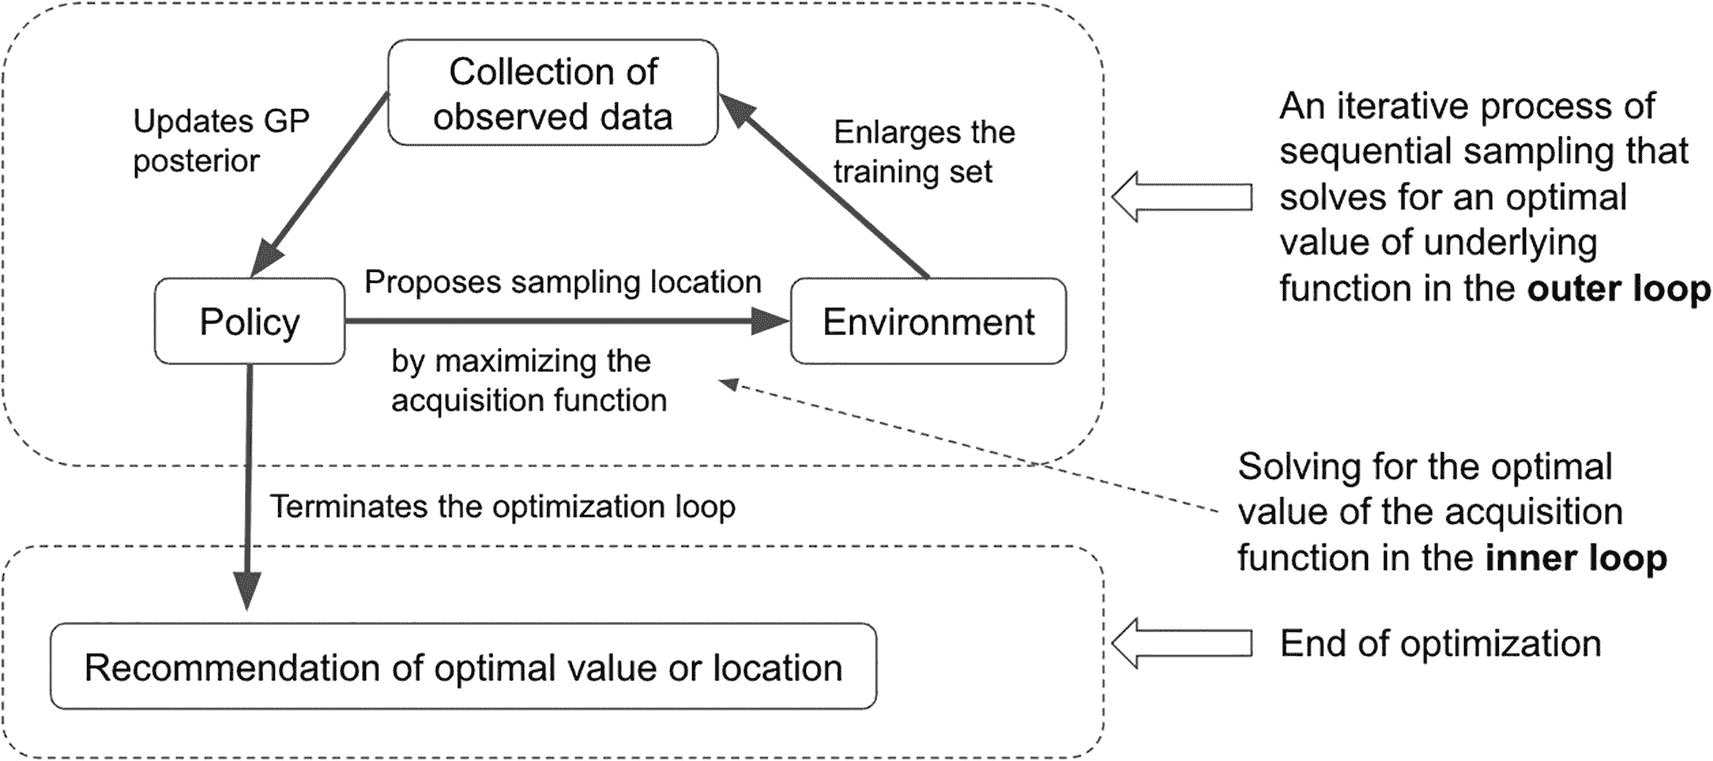 Collection of
observed data
Updates GP
posterior
Enlarges the
training set
An iterative process of
sequential sampling that
solves for an optimal
value of underlying
function in the outer loop
Policy
Proposes sampling location
by maximizing the
acquisition function
Environment
Solving for the optimal
value of the acquisition
function in the inner loop
Terminates the optimization loop
Recommendation of optimal value or location
End of optimization